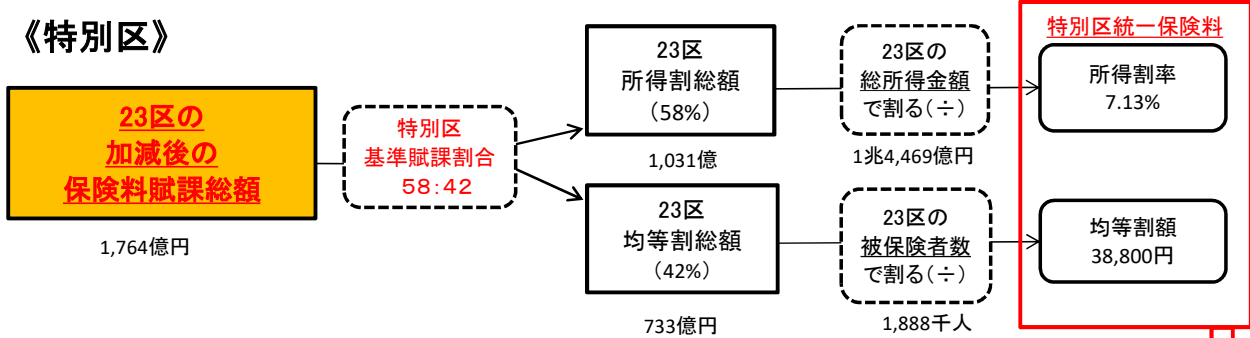 《特別区》
23区の
加減後の
保険料賦課総額
1,764億円
特別区
基準賦課割合
５８：４２
23区
所得割総額
（58%）
1,031億
23区の
総所得金額
で割る（÷）
1兆4,469億円
23区
均等割総額
（42%）
733億円
23区の
被保険者数
で割る（÷）
1,888千人
特別区統一保険料
所得割率
7.13%
均等割額
38,800円